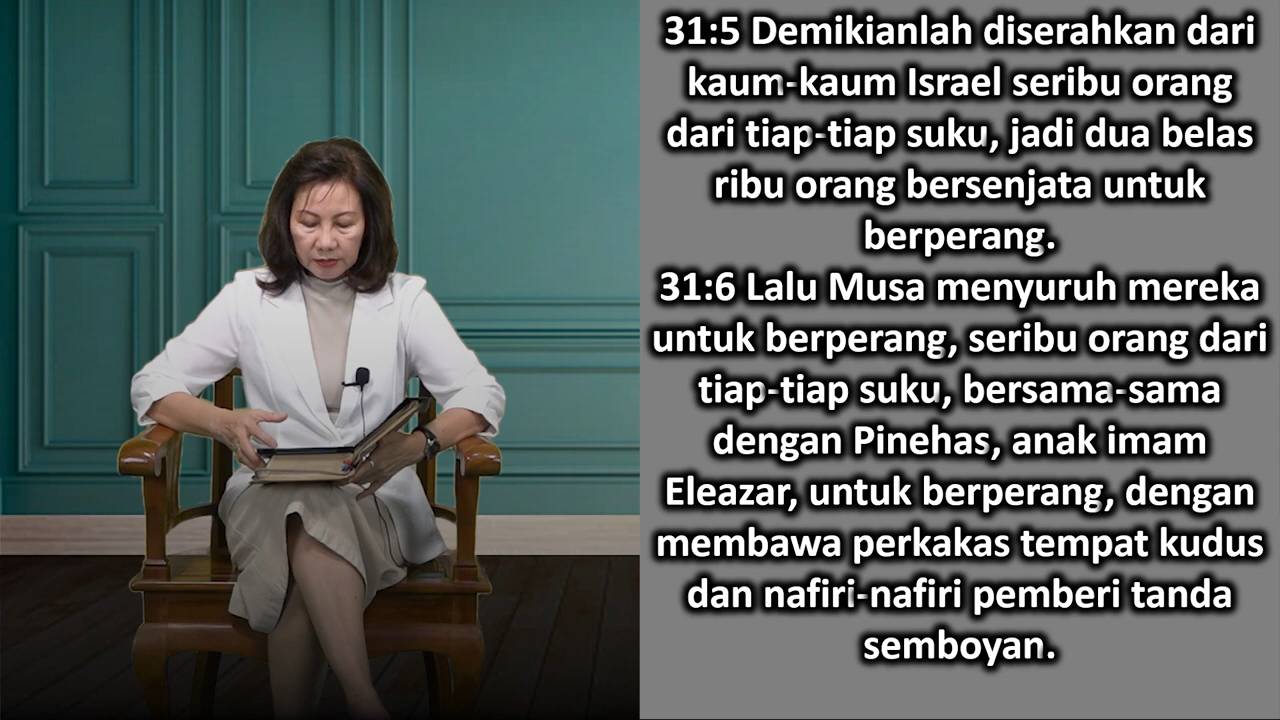 31:5 Demikianlah diserahkan dari
kaum-kaum Israel seribu orang
dari tiap-tiap suku, jadi dua belas
ribu orang bersenjata untuk
berperang.
31:6 Lalu Musa menyuruh mereka
untuk berperang, seribu orang dari
tiap-tiap suku, bersama-sama
dengan Pinehas, anak imam
Eleazar, untuk berperang, dengan
membawa perkakas tempat kudus
dan nafiri-nafiri pemberi tanda
semboyan.